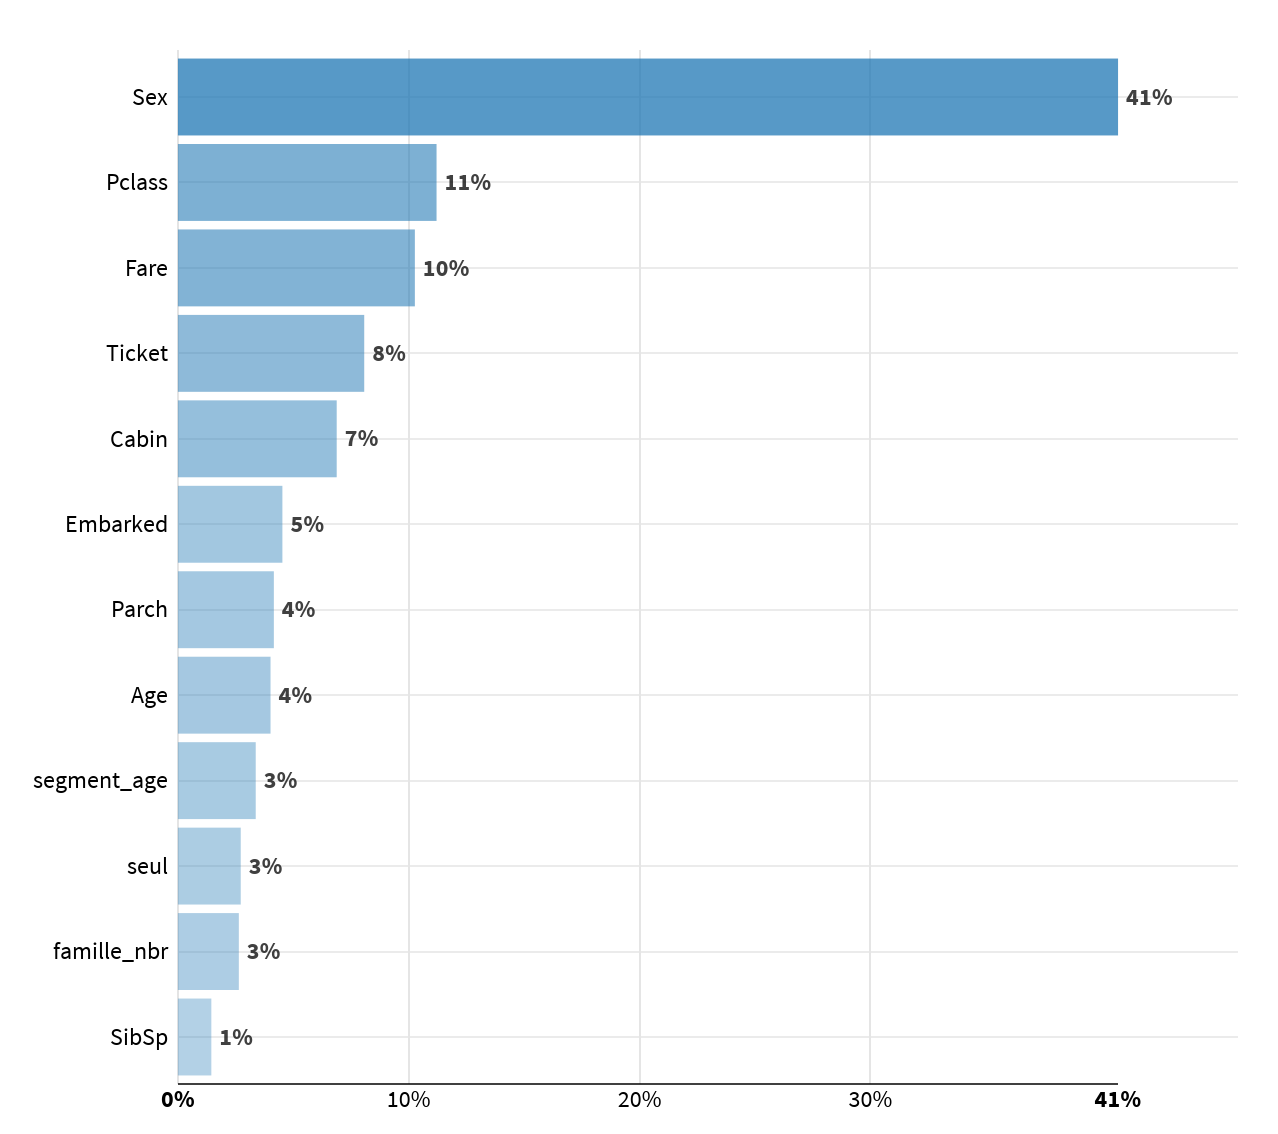 Sex 41%
Pclass 11%
Fare 10%
Ticket 8%
Cabin 7%
Embarked 5%
Parch 4%
Age 4%
segment_age 3%
seul 3%
famille_nbr 3%
SibSp 1%
0% 10% 20% 30% 41%